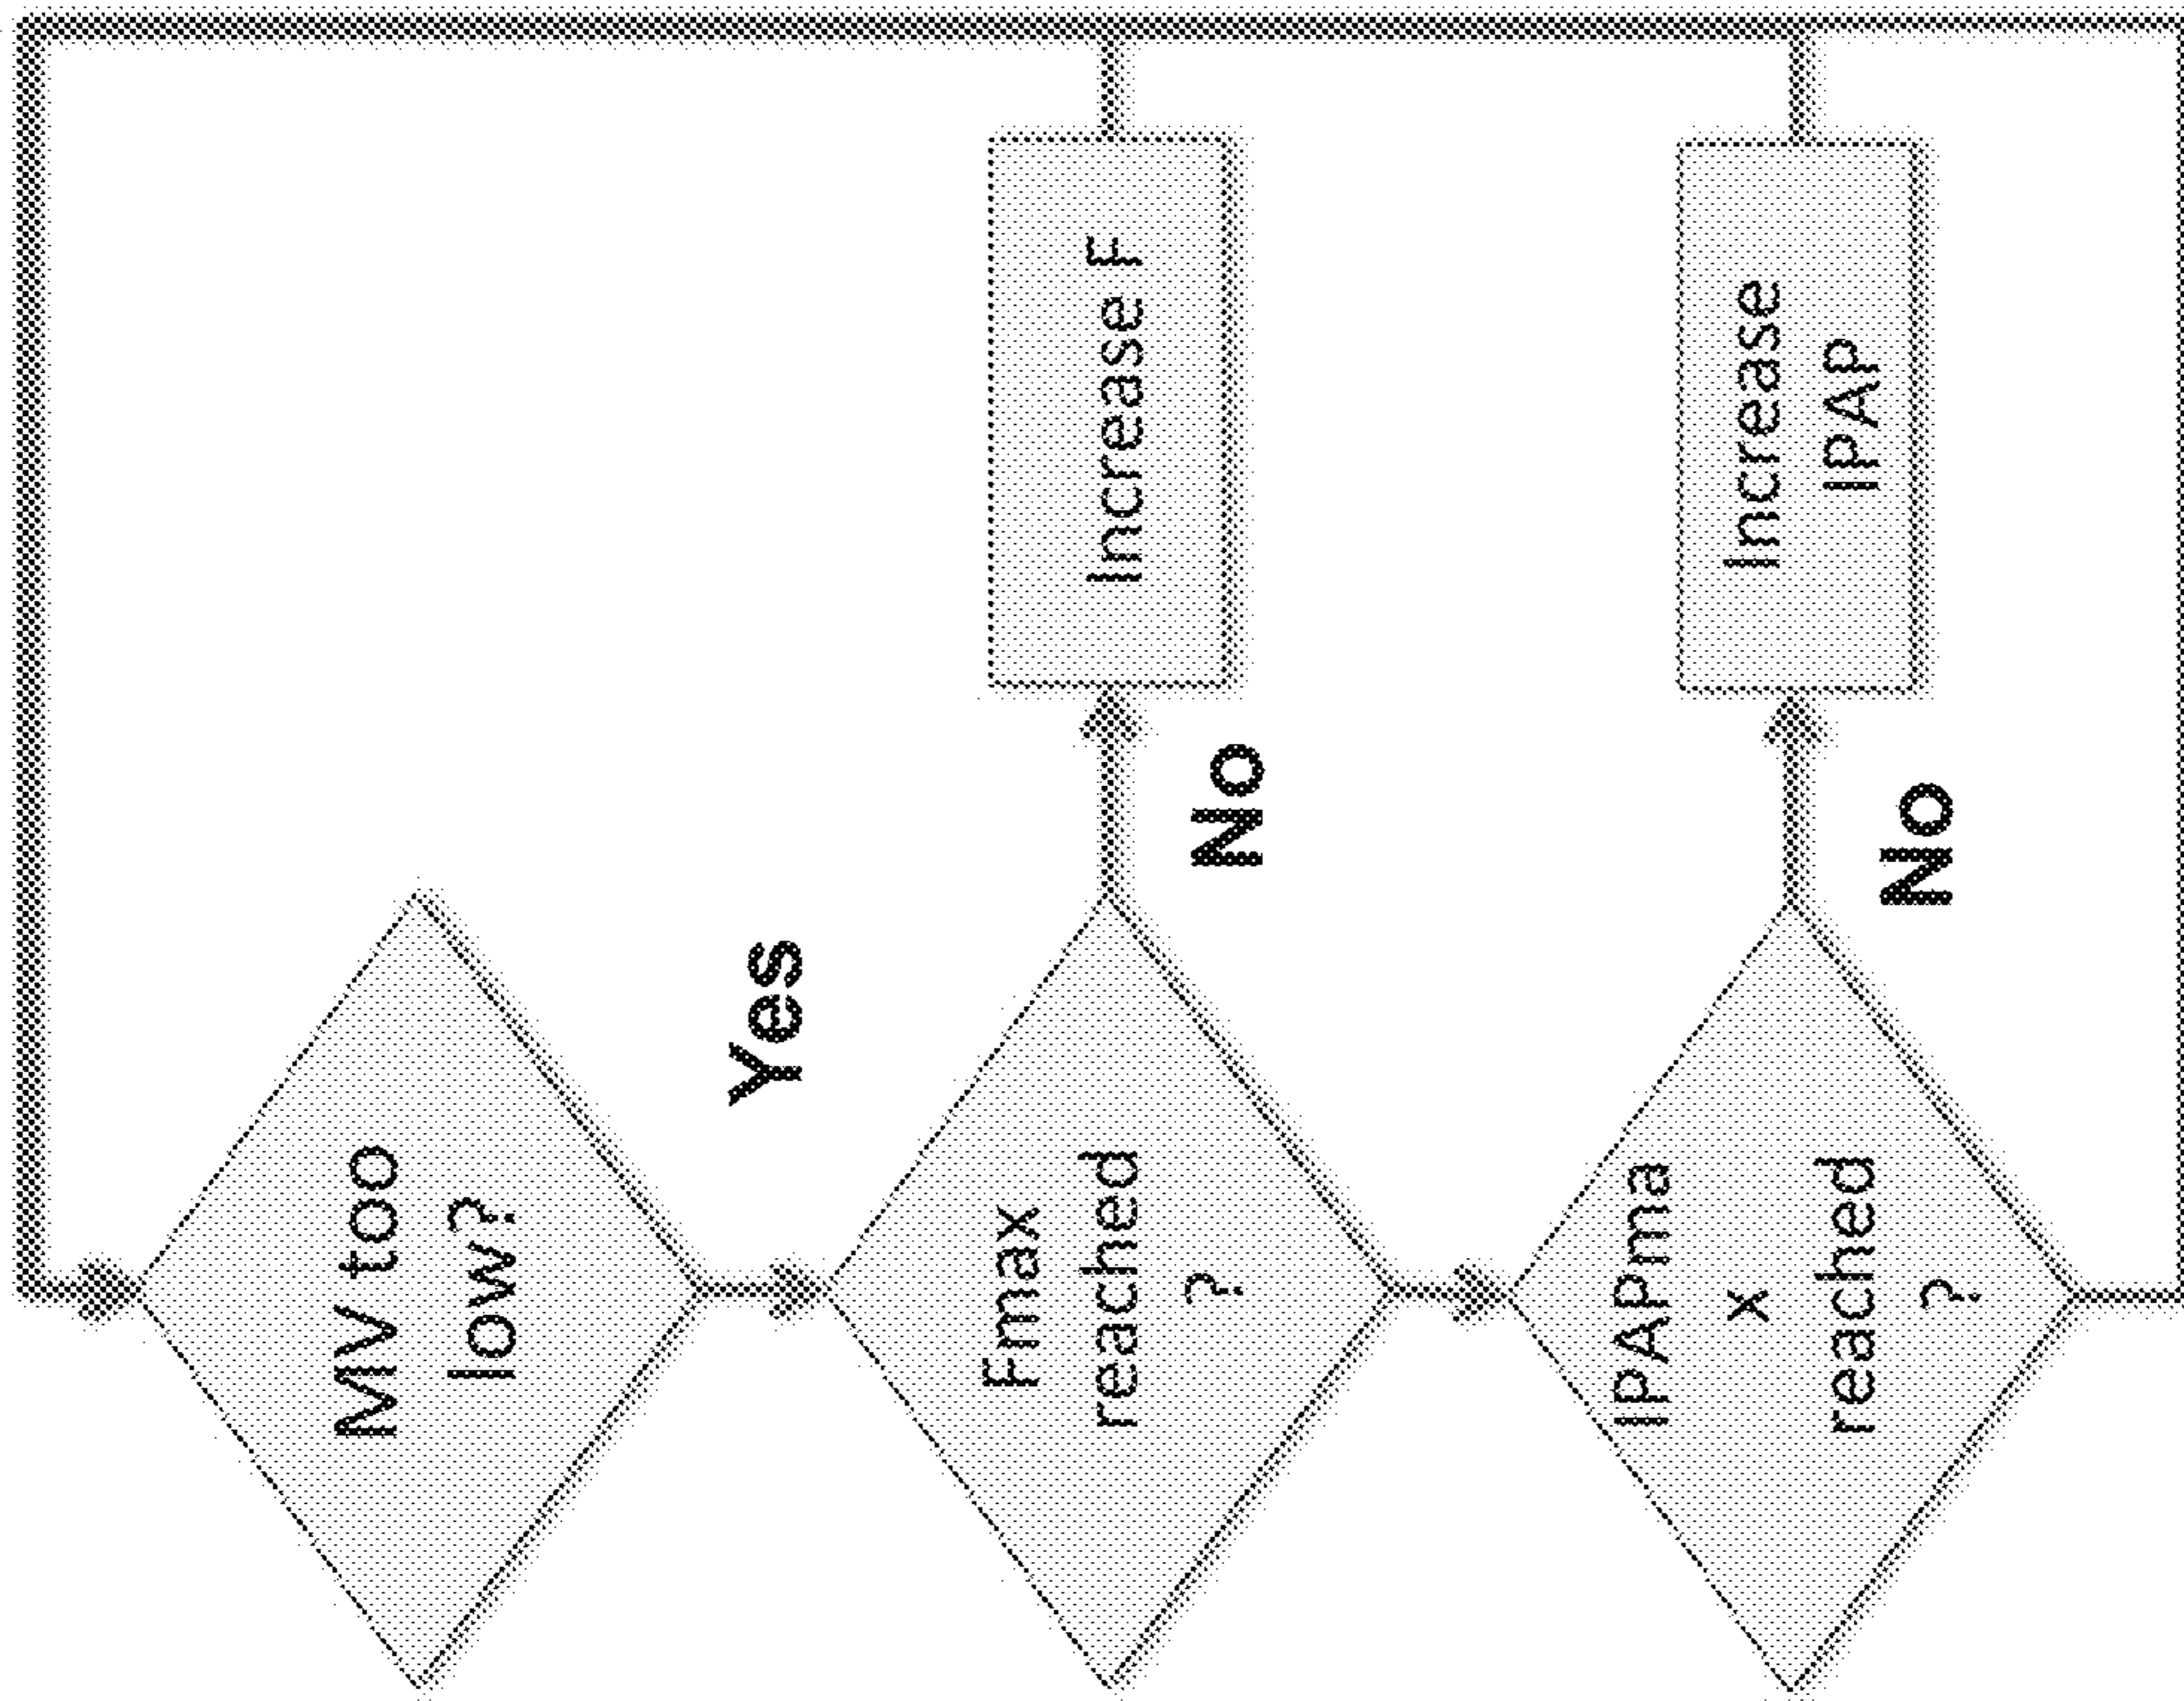 MV too
low?
Yes
Fmax
reached
?
No
Increase F
IPAPma
x
reached
?
No
Increase
IPAP